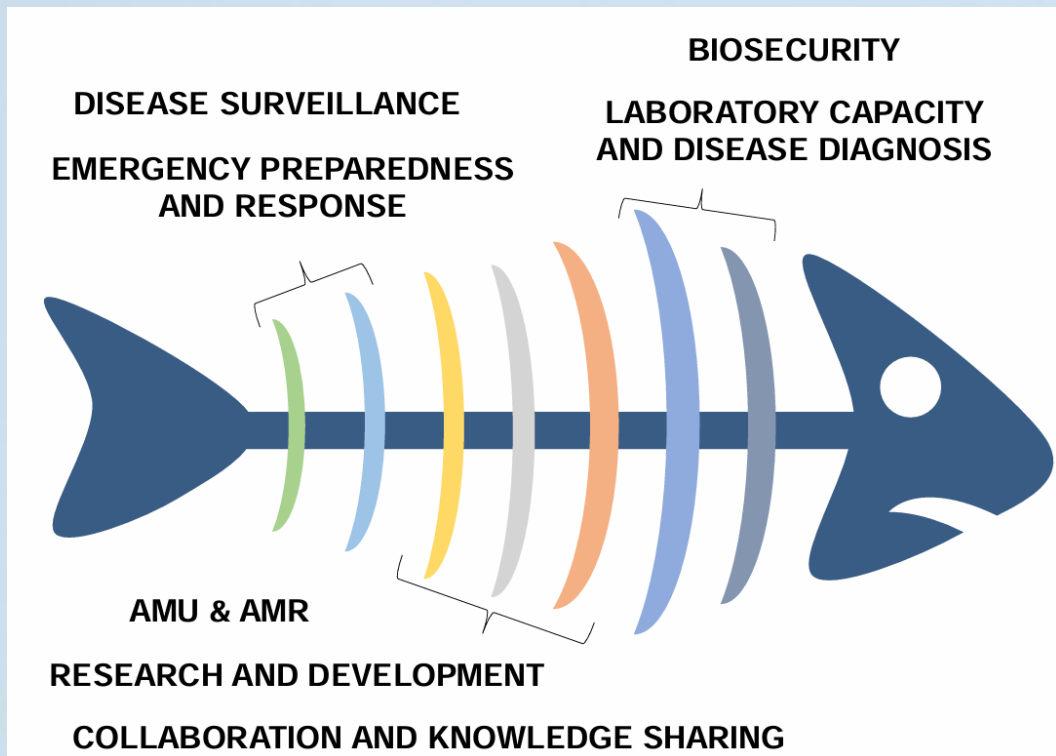 BIOSECURITY
DISEASE SURVEILLANCE
LABORATORY CAPACITY
AND DISEASE DIAGNOSIS
EMERGENCY PREPAREDNESS
AND RESPONSE
AMU & AMR
RESEARCH AND DEVELOPMENT
COLLABORATION AND KNOWLEDGE SHARING